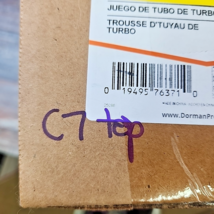 JUEGO DE TUBO DE TURBO
TROUSSE D'TUYAU DE
TURBO
0 19495 76371 0
www.DormanPr
C7 top